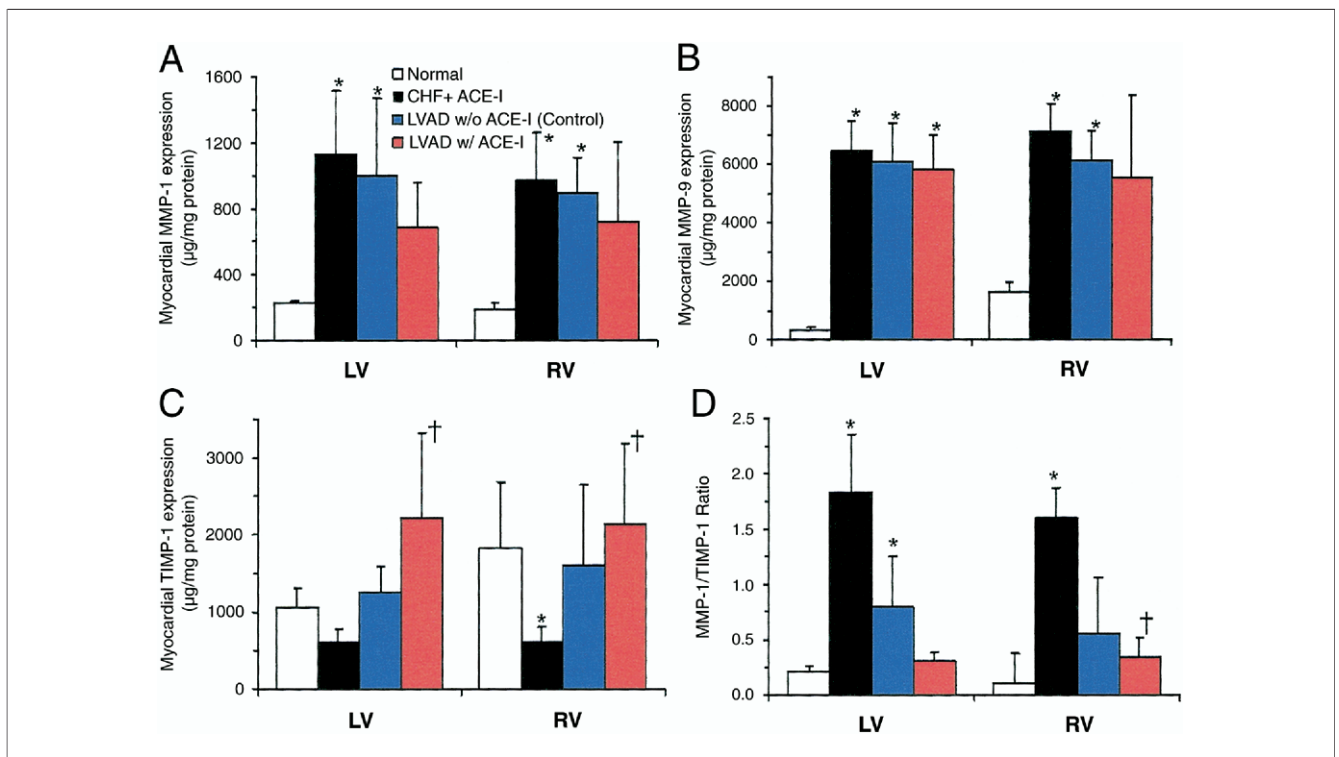 A
Myocardial MMP-1 expression
(µg/mg protein)
1600
1200
800
400
0
* * * *
Normal
CHF+ ACE-I
LVAD w/o ACE-I (Control)
LVAD w/ ACE-I
LV RV
B
Myocardial MMP-9 expression
(µg/mg protein)
8000
6000
4000
2000
0
* * * * *
LV RV
C
Myocardial TIMP-1 expression
(µg/mg protein)
3000
2000
1000
0
† * †
LV RV
D
MMP-1/TIMP-1 Ratio
2.5
2.0
1.5
1.0
0.5
0.0
* * * †
LV RV